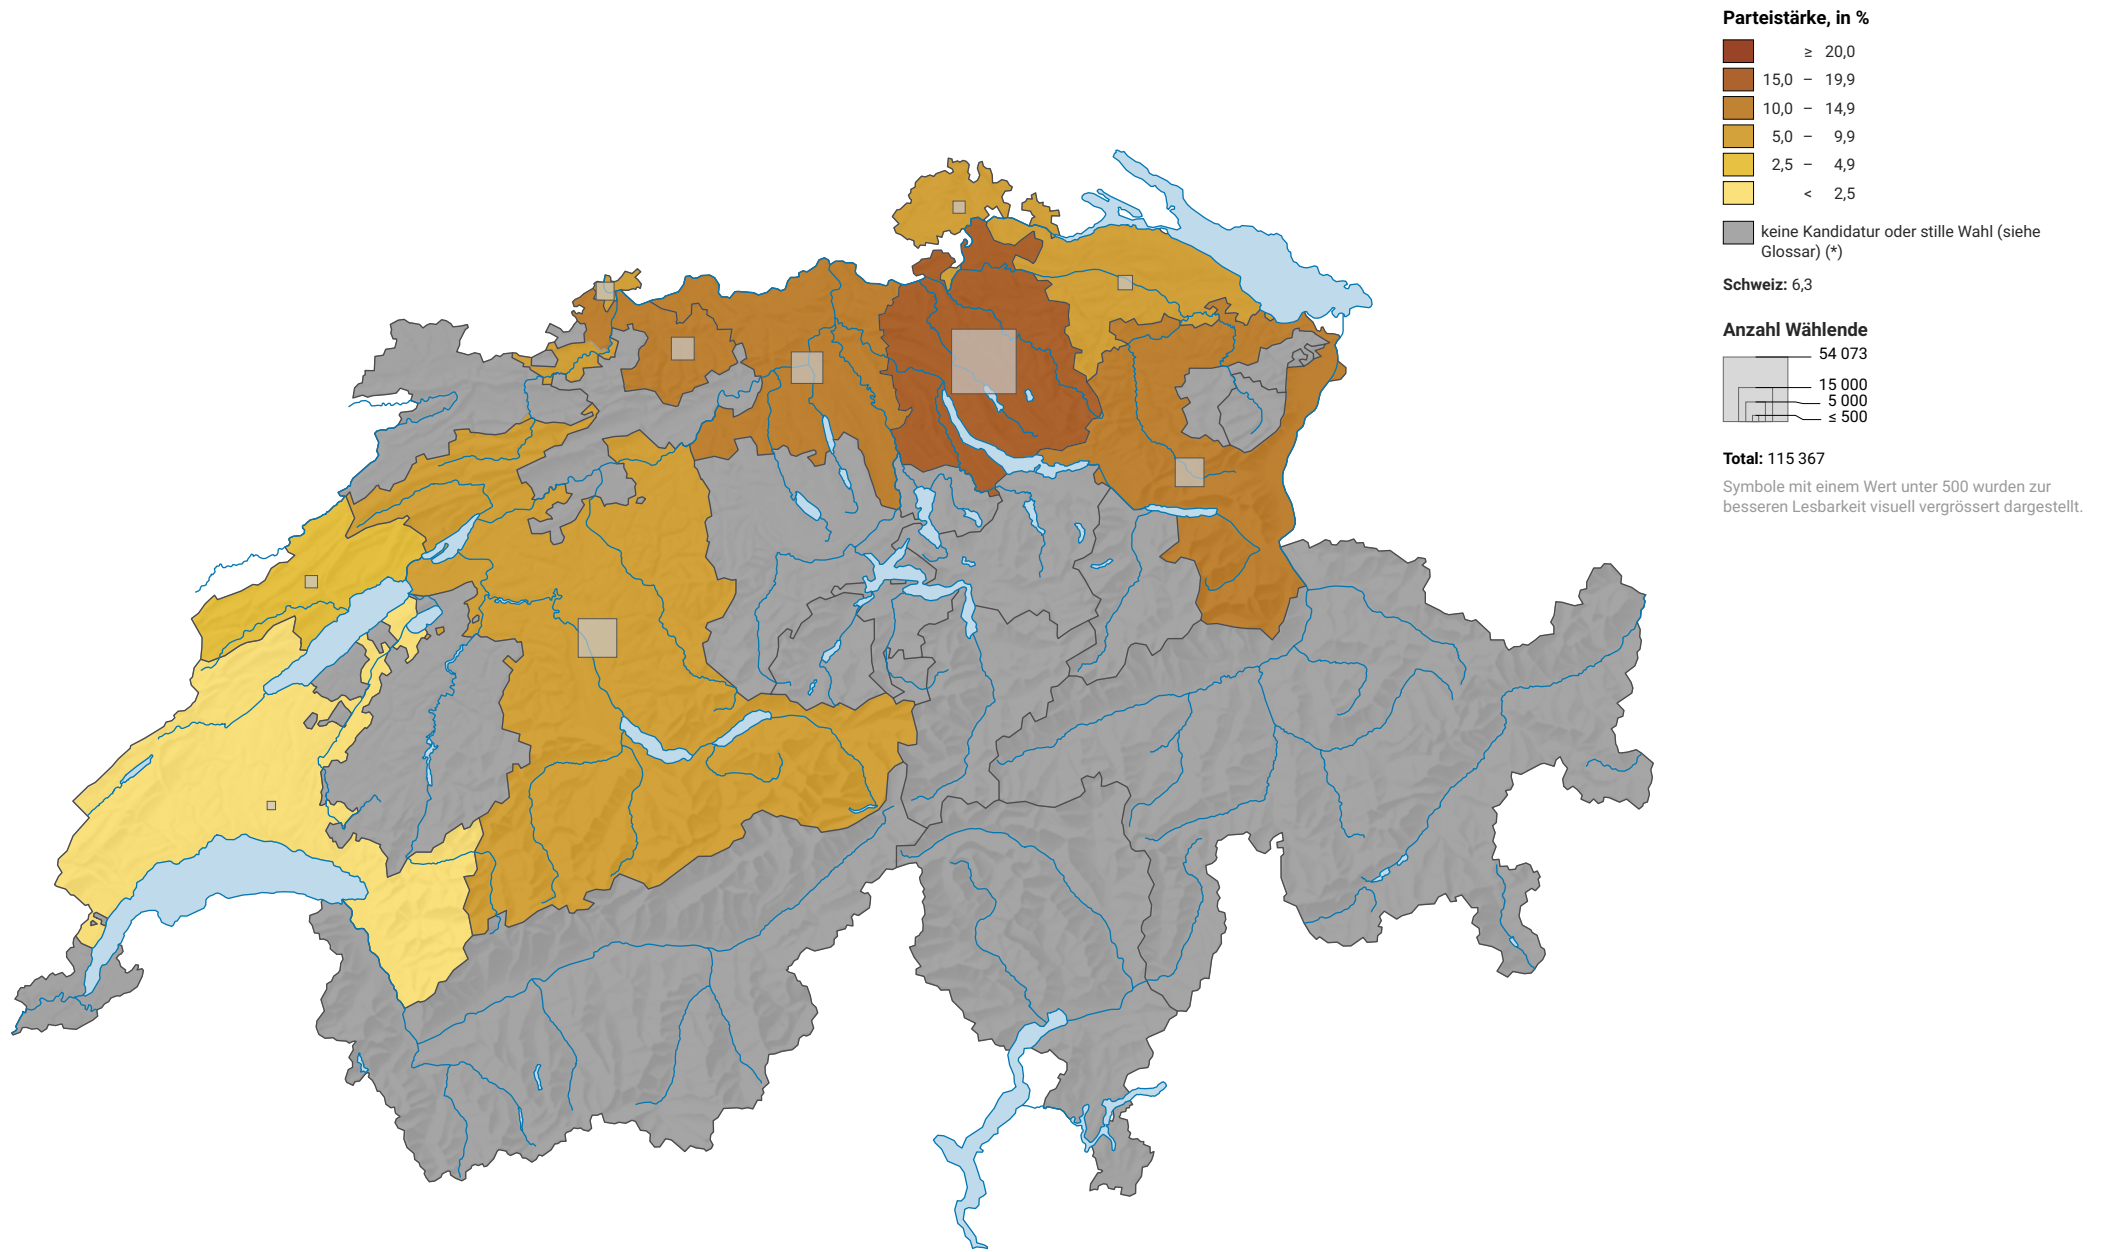 Parteistärke, in %
≥ 20,0
15,0 – 19,9
10,0 – 14,9
5,0 – 9,9
2,5 – 4,9
< 2,5
keine Kandidatur oder stille Wahl (siehe
Glossar) (*)
Schweiz: 6,3
Anzahl Wählende
54 073
15 000
5 000
≤ 500
Total: 115 367
Symbole mit einem Wert unter 500 wurden zur
besseren Lesbarkeit visuell vergrössert dargestellt.